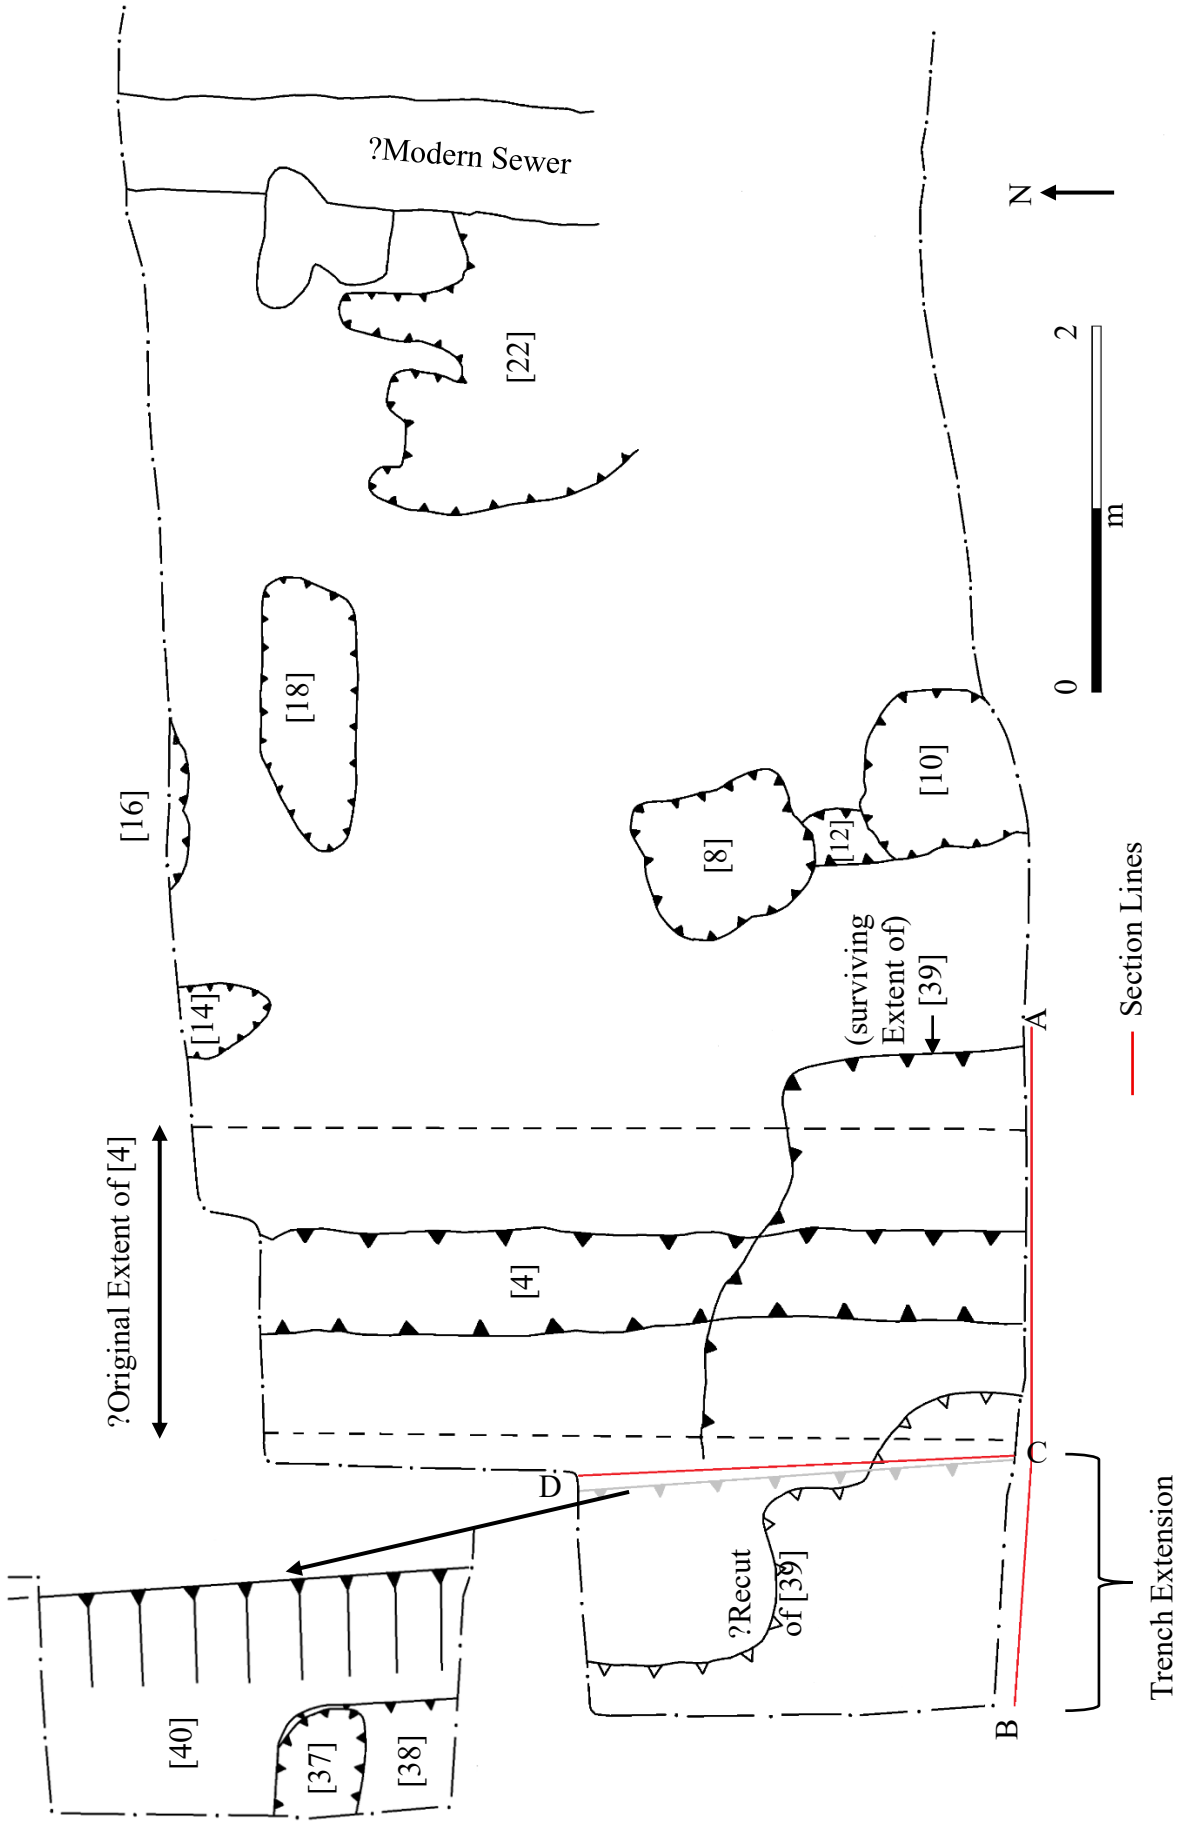 ?Modern Sewer
N
[22]
2
m
0
[18]
[16]
[10]
[8]
[12]
[14]
(surviving
Extent of)
[39]
A
Section Lines
?Original Extent of [4]
[4]
D
C
?Recut
of [39]
B
Trench Extension
[40]
[37]
[38]